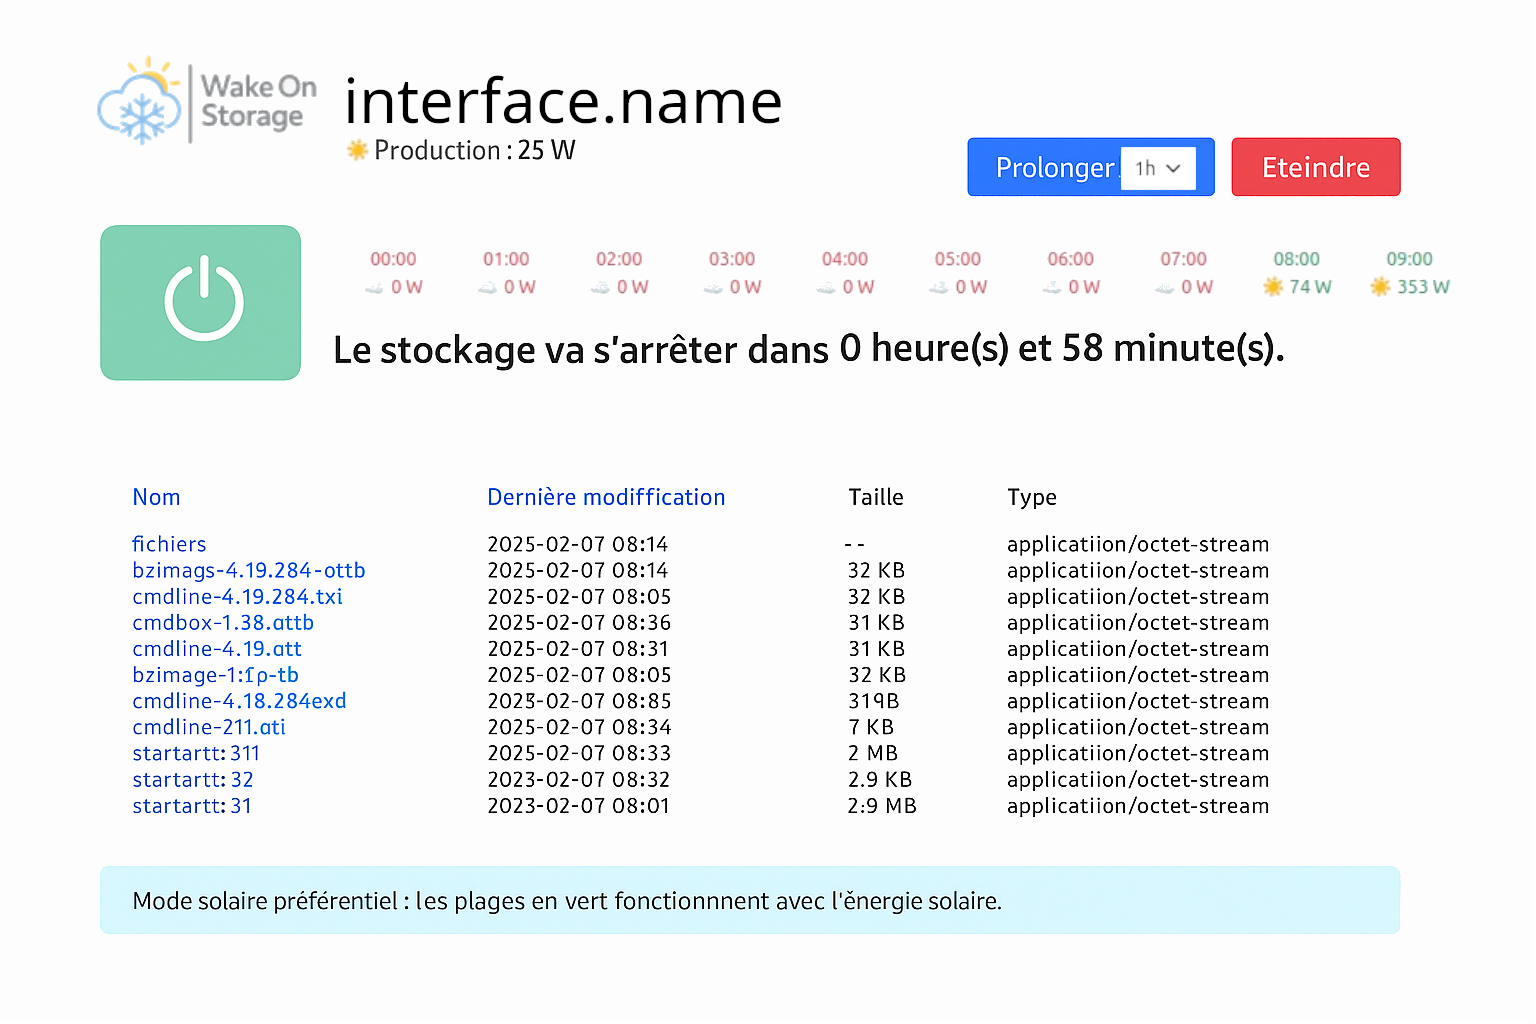 Wake On
Storage
interface.name
Production : 25 W
Prolonger 1h
Eteindre
00:00 01:00 02:00 03:00 04:00 05:00 06:00 07:00 08:00 09:00
0 W 0 W 0 W 0 W 0 W 0 W 0 W 0 W 74 W 353 W
Le stockage va s'arrêter dans 0 heure(s) et 58 minute(s).
Nom Dernière modiffication Taille Type
fichiers 2025-02-07 08:14 -- applicatiion/octet-stream
bzimags-4.19.284-ottb 2025-02-07 08:14 32 KB applicatiion/octet-stream
cmdline-4.19.284.txi 2025-02-07 08:05 32 KB applicatiion/octet-stream
cmdbox-1.38.attb 2025-02-07 08:36 31 KB applicatiion/octet-stream
cmdline-4.19.att 2025-02-07 08:31 31 KB applicatiion/octet-stream
2025-02-07 08:05 32 KB applicatiion/octet-stream
cmdline-4.18.284exd 08:85 319B applicatiion/octet-stream
cmdline-211.ati 2025-02-07 08:34 7 KB applicatiion/octet-stream
startartt: 311 2025-02-07 08:33 2 MB applicatiion/octet-stream
startartt: 32 2023-02-07 08:32 2.9 KB applicatiion/octet-stream
startartt: 31 2023-02-07 08:01 2:9 MB applicatiion/octet-stream
Mode solaire préférentiel : les plages en vert fonctionnnent avec l'ěnergie solaire.